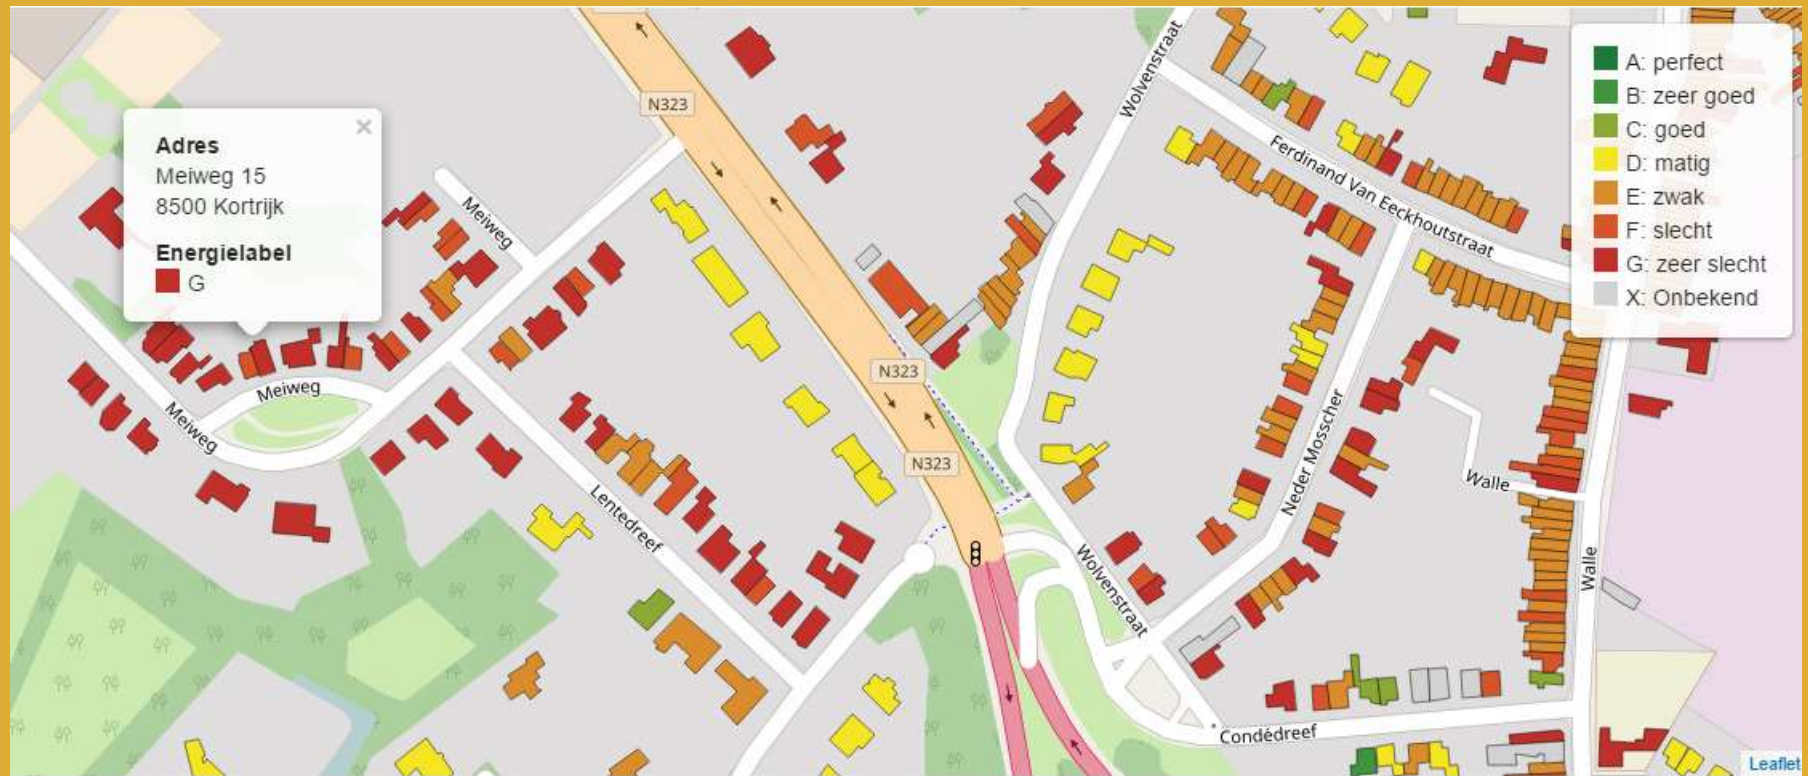 Adres
Meiweg 15
8500 Kortrijk
Energielabel
G
×
A: perfect
B: zeer goed
C: goed
D: matig
E: zwak
F: slecht
G: zeer slecht
X: Onbekend
N323
Wolvenstraat
Ferdinand Van Eeckhoutstraat
Meiweg
N323
Meiweg
Meiweg
N323
Neder Mosscher
Walle
Lentedreef
Wolvenstraat
Walle
Condédreef
Leaflet